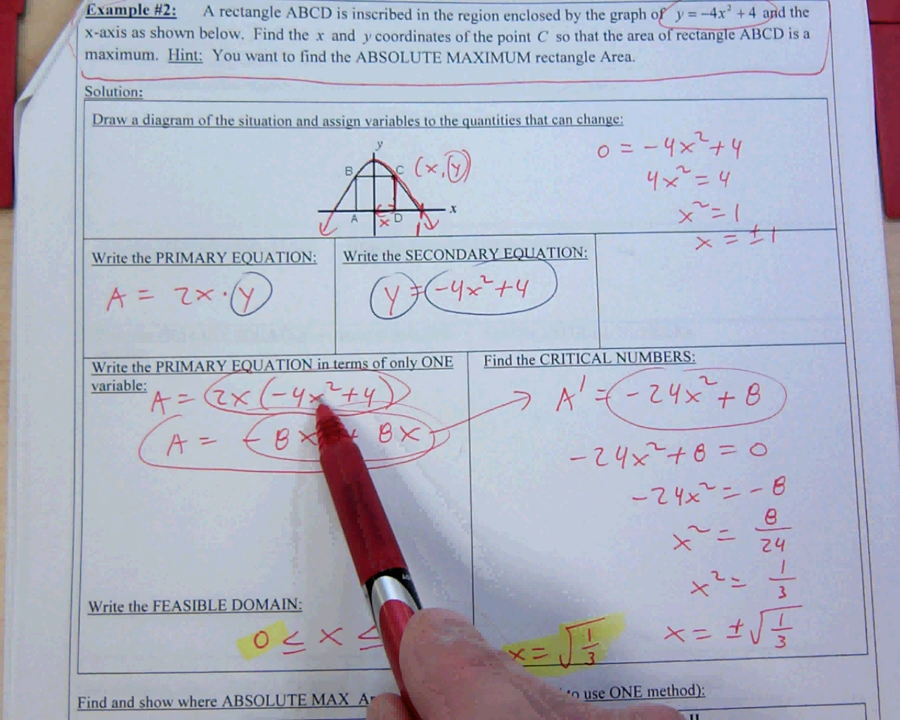 Example #2: A rectangle ABCD is inscribed in the region enclosed by the graph of y = -4x² + 4 and the
x-axis as shown below. Find the x and y coordinates of the point C so that the area of rectangle ABCD is a
maximum. Hint: You want to find the ABSOLUTE MAXIMUM rectangle Area.
Solution:
Draw a diagram of the situation and assign variables to the quantities that can change:
y
B C (x, y)
A x D 1 x
0 = -4x² + 4
4x² = 4
x² = 1
x = ±1
Write the PRIMARY EQUATION:
A = 2x · y
Write the SECONDARY EQUATION:
y = -4x² + 4
Write the PRIMARY EQUATION in terms of only ONE
variable:
A = 2x(-4x²+4)
A = -8x + 8x
Write the FEASIBLE DOMAIN:
0 ≤ x ≤
Find the CRITICAL NUMBERS:
A' = -24x² + 8
-24x² + 8 = 0
-24x² = -8
x² = 8/24
x² = 1/3
x = ±√1/3
x = √1/3
Find and show where ABSOLUTE MAX A
to use ONE method):